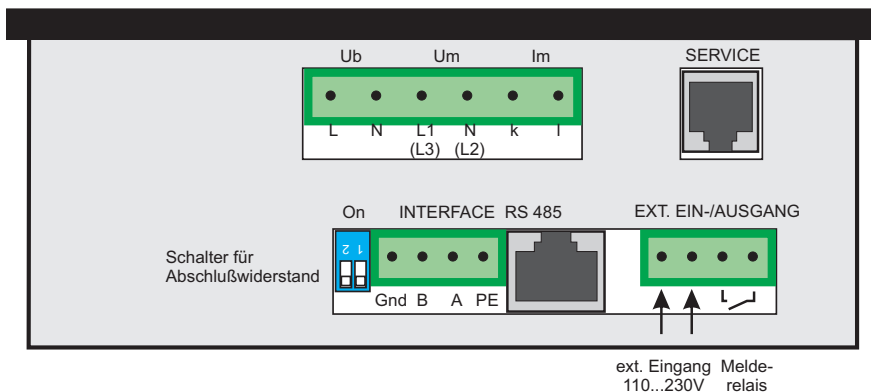 Ub Um Im SERVICE
L N L1 N k l
(L3) (L2)
On INTERFACE RS 485 EXT. EIN-/AUSGANG
2 1
Schalter für
Abschlußwiderstand
Gnd B A PE
ext. Eingang Melde-
110...230V relais